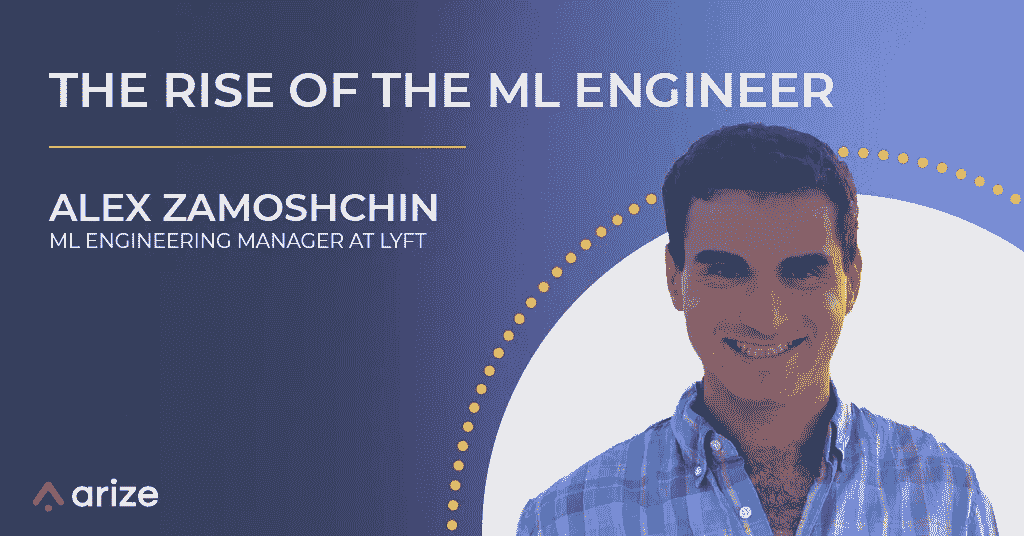 THE RISE OF THE ML ENGINEER
ALEX ZAMOSHCHIN
ML ENGINEERING MANAGER AT LYFT
arize